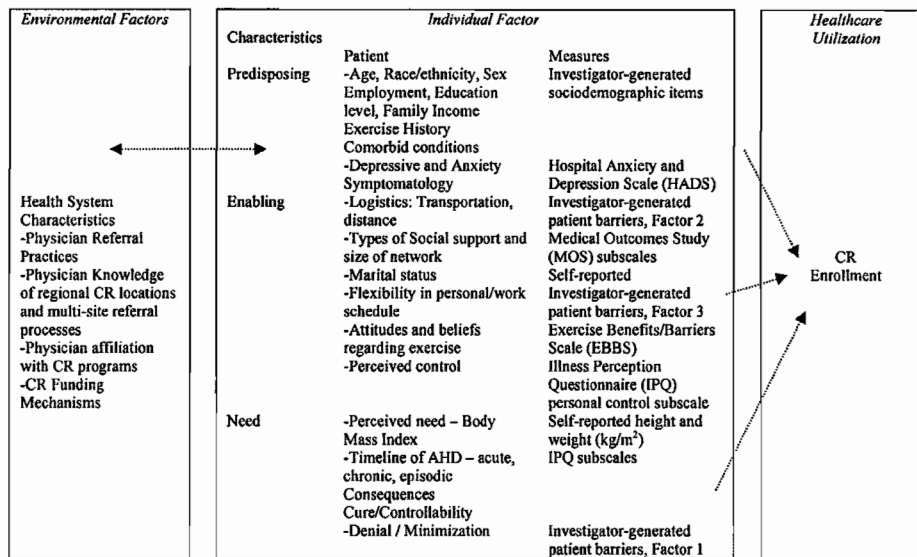 Environmental Factors
Health System
Characteristics
-Physician Referral
Practices
-Physician Knowledge
of regional CR locations
and multi-site referral
processes
-Physician affiliation
with CR programs
-CR Funding
Mechanisms
Individual Factor
Characteristics
Patient Measures
Predisposing -Age, Race/ethnicity, Sex Investigator-generated
Employment, Education sociodemographic items
level, Family Income
Exercise History
Comorbid conditions
-Depressive and Anxiety Hospital Anxiety and
Symptomatology Depression Scale (HADS)
Enabling -Logistics: Transportation, Investigator-generated
distance patient barriers, Factor 2
-Types of Social support and Medical Outcomes Study
size of network (MOS) subscales
-Marital status Self-reported
-Flexibility in personal/work Investigator-generated
schedule patient barriers, Factor 3
-Attitudes and beliefs Exercise Benefits/Barriers
regarding exercise Scale (EBBS)
-Perceived control Illness Perception
Questionnaire (IPQ)
personal control subscale
Need -Perceived need – Body Self-reported height and
Mass Index weight (kg/m²)
-Timeline of AHD – acute, IPQ subscales
chronic, episodic
Consequences
Cure/Controllability
-Denial / Minimization Investigator-generated
patient barriers, Factor 1
Healthcare
Utilization
CR
Enrollment